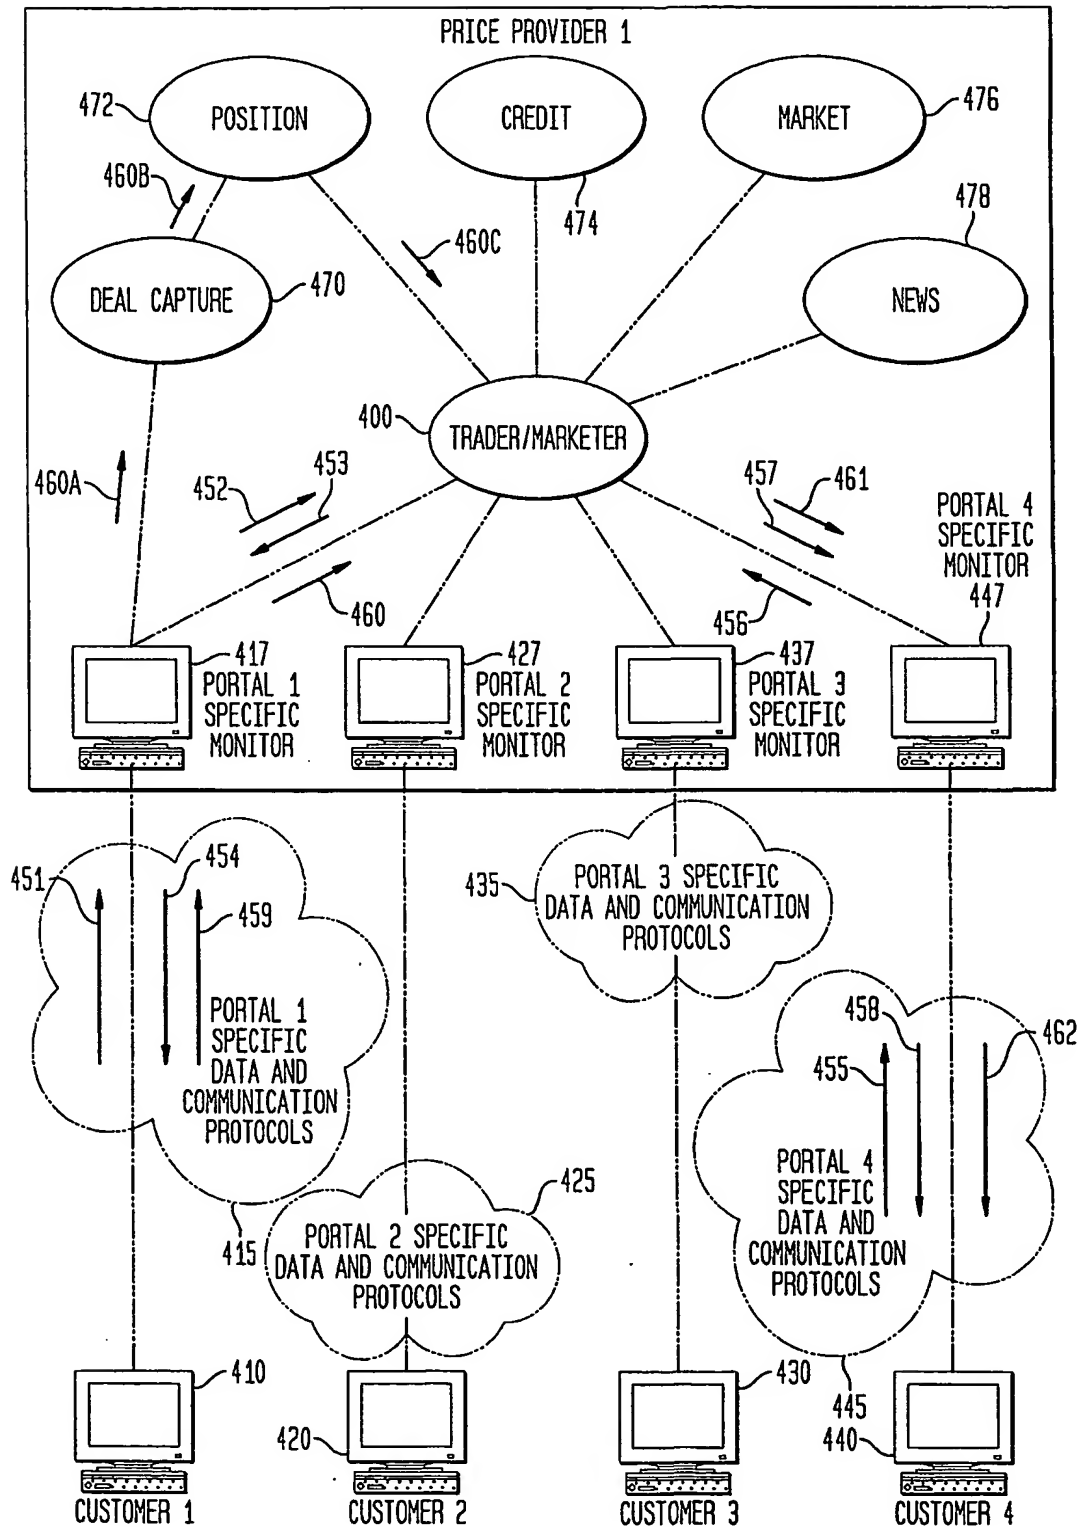 PRICE PROVIDER 1
472
POSITION
CREDIT
MARKET
476
460B
474
478
460C
DEAL CAPTURE
470
NEWS
400
TRADER/MARKETER
460A
452
453
457
461
PORTAL 4
SPECIFIC
MONITOR
447
460
456
417
PORTAL 1
SPECIFIC
MONITOR
427
PORTAL 2
SPECIFIC
MONITOR
437
PORTAL 3
SPECIFIC
MONITOR
451
454
459
435
PORTAL 3 SPECIFIC
DATA AND COMMUNICATION
PROTOCOLS
PORTAL 1
SPECIFIC
DATA AND
COMMUNICATION
PROTOCOLS
458
462
455
PORTAL 4
SPECIFIC
DATA AND
COMMUNICATION
PROTOCOLS
425
415
PORTAL 2 SPECIFIC
DATA AND COMMUNICATION
PROTOCOLS
410
420
430
445
440
CUSTOMER 1
CUSTOMER 2
CUSTOMER 3
CUSTOMER 4